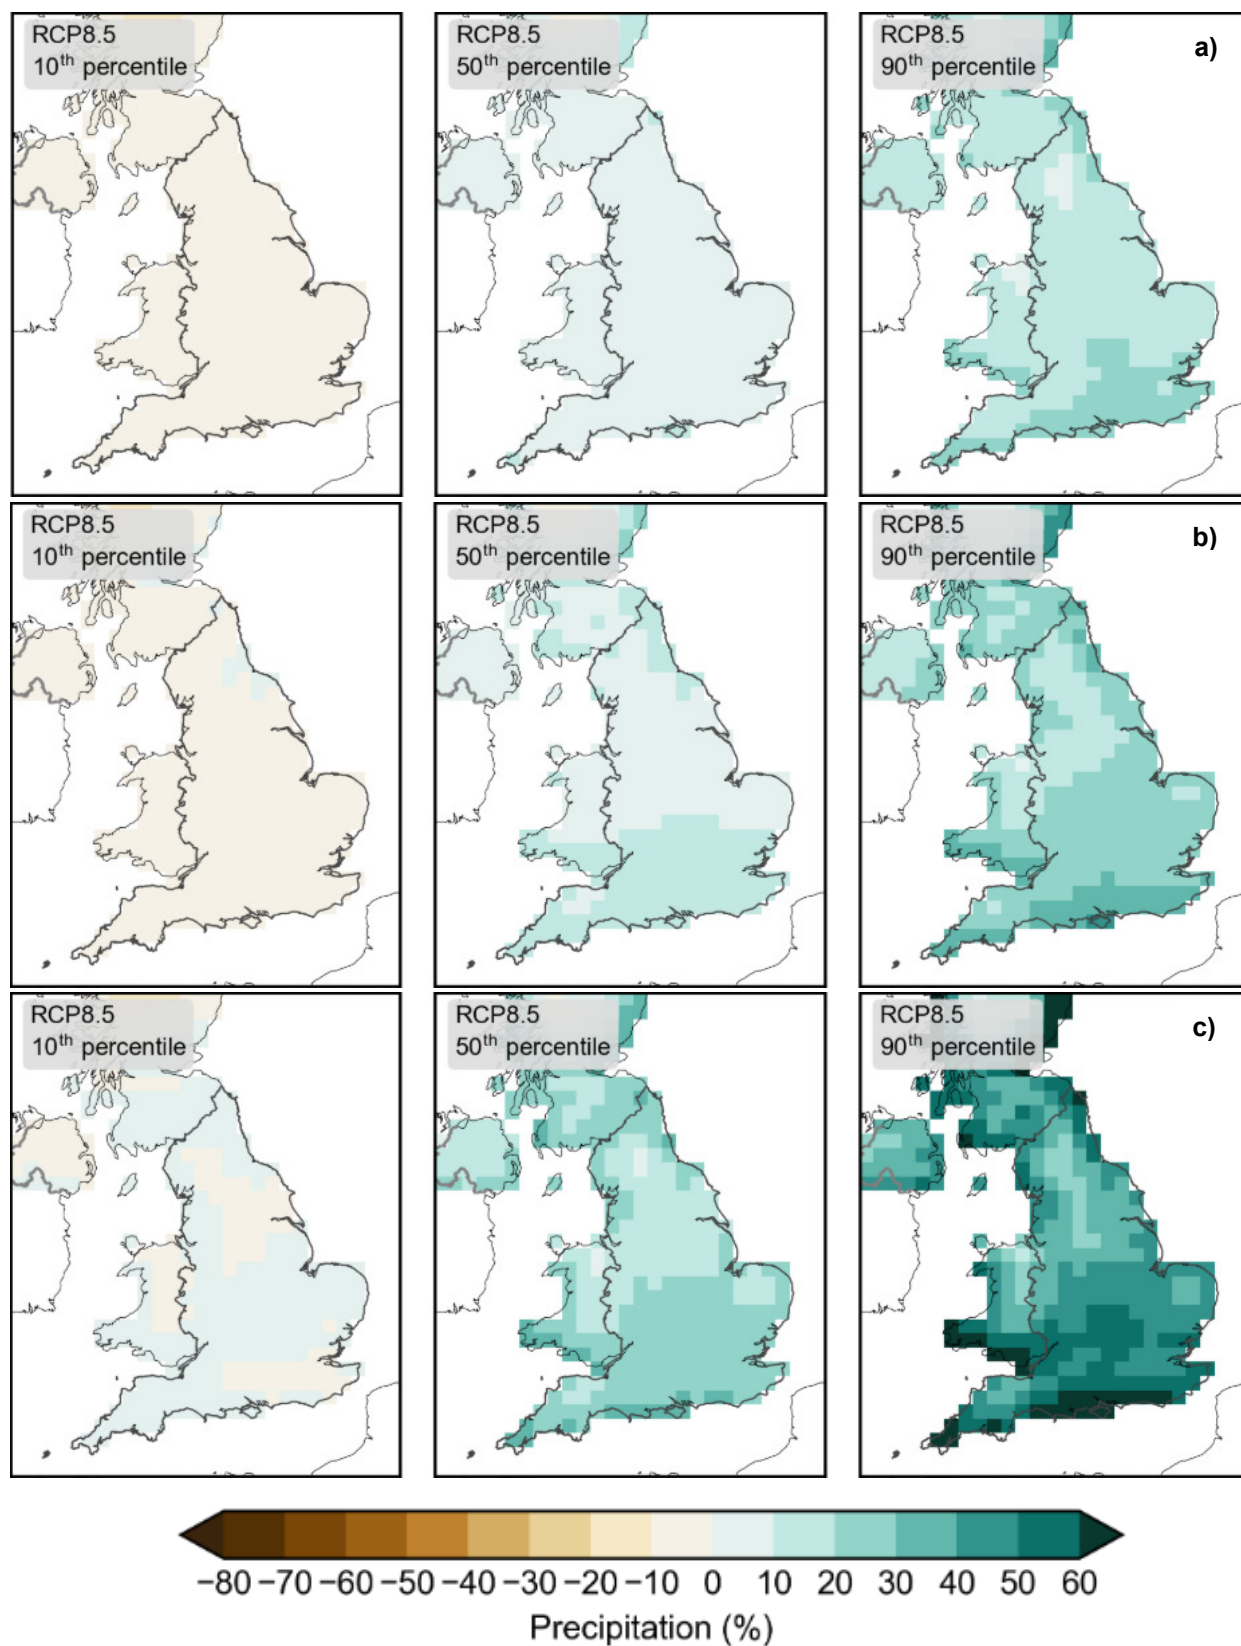 RCP8.5
10th percentile
RCP8.5
50th percentile
RCP8.5
90th percentile
a)
RCP8.5
10th percentile
RCP8.5
50th percentile
RCP8.5
90th percentile
b)
RCP8.5
10th percentile
RCP8.5
50th percentile
RCP8.5
90th percentile
c)
−80 −70 −60 −50 −40 −30 −20 −10 0 10 20 30 40 50 60
Precipitation (%)